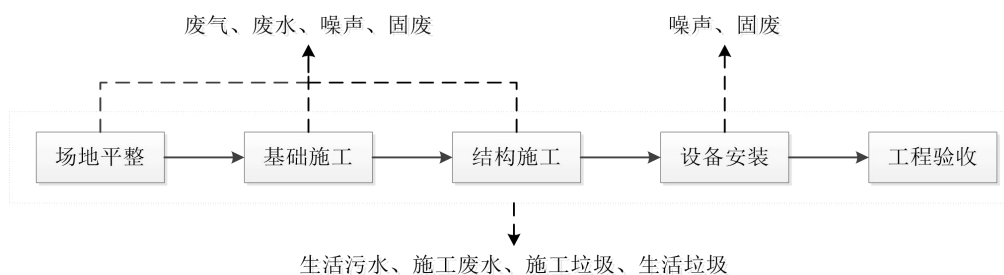 废气、废水、噪声、固废
噪声、固废
场地平整
基础施工
结构施工
设备安装
工程验收
生活污水、施工废水、施工垃圾、生活垃圾